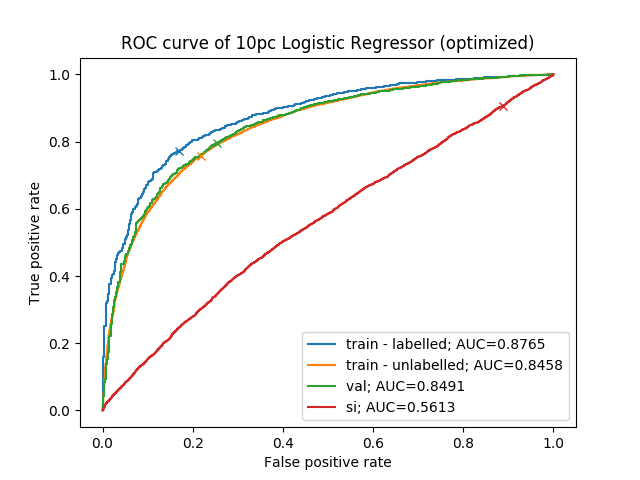 ROC curve of 10pc Logistic Regressor (optimized)
1.0
0.8
0.6
0.4
0.2
0.0
True positive rate
train - labelled; AUC=0.8765
train - unlabelled; AUC=0.8458
val; AUC=0.8491
si; AUC=0.5613
0.0 0.2 0.4 0.6 0.8 1.0
False positive rate